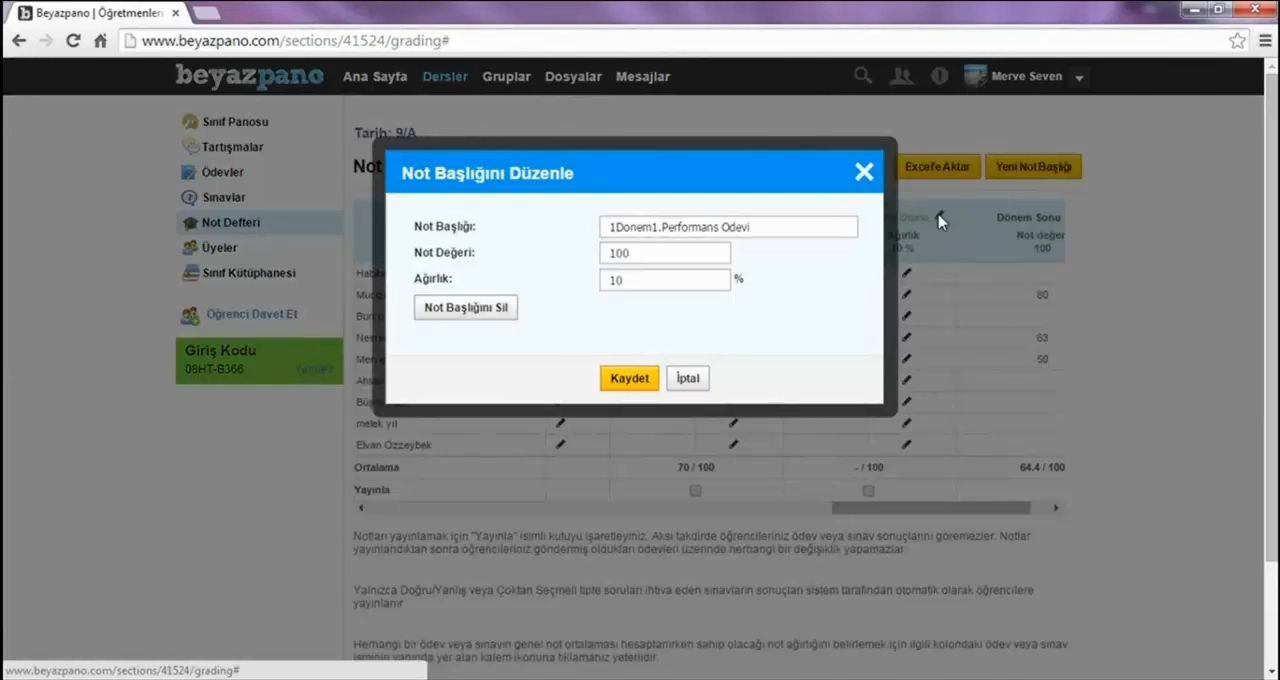 Beyazpano | Öğretmenleri
www.beyazpano.com/sections/41524/grading#
beyazpano Ana Sayfa Dersler Gruplar Dosyalar Mesajlar Merve Seven
Sınıf Panosu
Tartışmalar
Ödevler
Sınavlar
Not Defteri
Üyeler
Sınıf Kütüphanesi
Öğrenci Davet Et
Giriş Kodu
08HT-B366
Tarih: 9/A
Not
Excel'e Aktar Yeni Not Başlığı
Not Başlığını Düzenle
Not Başlığı: 1Donem1.Performans Odevi
Not Değeri: 100
Ağırlık: 10 %
Not Başlığını Sil
Kaydet İptal
Dönem Sonu
Ağırlık Not değer
10 % 100
80
63
50
melek yıl
Elvan Özzeybek
Ortalama 70 / 100 - / 100 64.4 / 100
Yayınla
Notları yayınlamak için "Yayınla" isimli kutuyu işaretleyiniz. Aksi takdirde öğrencileriniz ödev veya sınav sonuçlarını göremezler. Notlar
yayınlandıktan sonra öğrencileriniz göndermiş oldukları ödevleri üzerinde herhangi bir değişiklik yapamazlar.
Yalnızca Doğru/Yanlış veya Çoktan Seçmeli tipte soruları ihtiva eden sınavların sonuçları sistem tarafından otomatik olarak öğrencilere
yayınlanır
Herhangi bir ödev veya sınavın genel not ortalaması hesaplanırken sahip olacağı not ağırlığını belirlemek için ilgili kolondaki ödev veya sınav
isminin yanında yer alan kalem ikonuna tıklamanız yeterlidir.
www.beyazpano.com/sections/41524/grading#